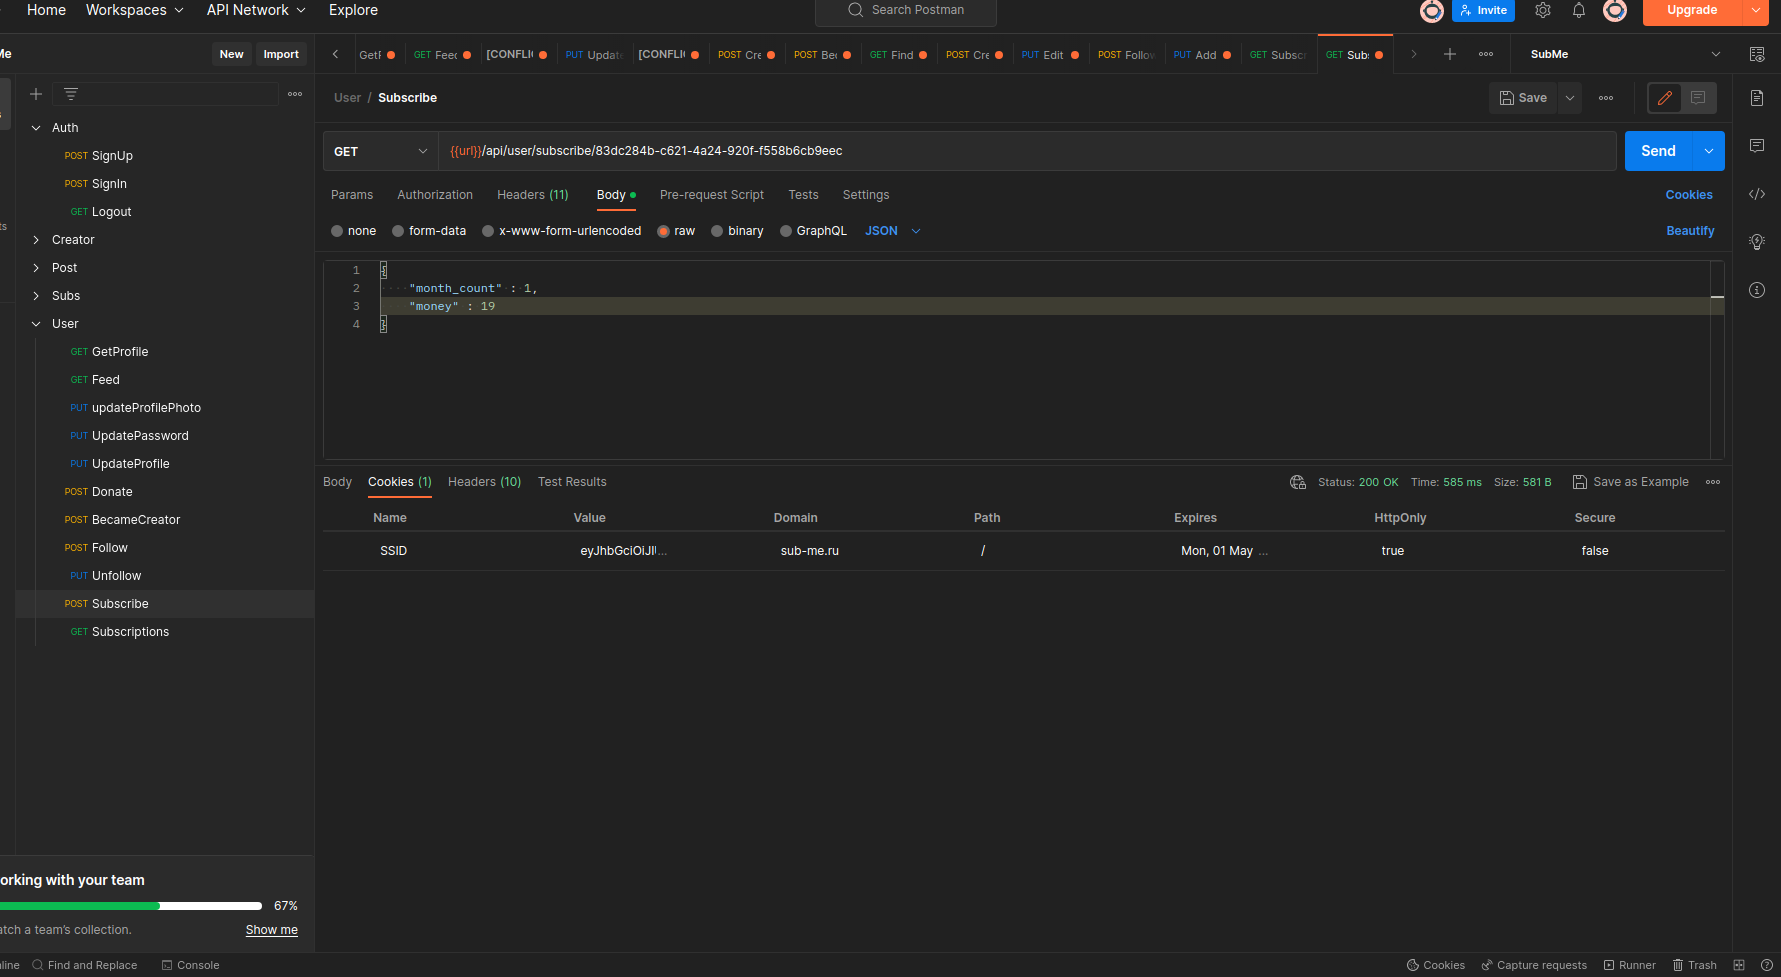 Home Workspaces API Network Explore Search Postman Invite Upgrade
Me New Import
GET Feed [CONFLIC PUT Update [CONFLIC POST Cre POST Bec GET Find POST Cre PUT Edit POST Follow PUT Add GET Subscr GET Subs SubMe
Auth
POST SignUp
POST SignIn
GET Logout
Creator
Post
Subs
User
GET GetProfile
GET Feed
PUT updateProfilePhoto
PUT UpdatePassword
PUT UpdateProfile
POST Donate
POST BecameCreator
POST Follow
PUT Unfollow
POST Subscribe
GET Subscriptions
orking with your team
67%
atch a team's collection. Show me
User / Subscribe Save
GET {{url}}/api/user/subscribe/83dc284b-c621-4a24-920f-f558b6cb9eec Send
Params Authorization Headers (11) Body Pre-request Script Tests Settings Cookies
none form-data x-www-form-urlencoded raw binary GraphQL JSON Beautify
1 {
2 "month_count" : 1,
3 "money" : 19
4 }
Body Cookies (1) Headers (10) Test Results Status: 200 OK Time: 585 ms Size: 581 B Save as Example
Name Value Domain Path Expires HttpOnly Secure
SSID eyJhbGciOiJI... sub-me.ru / Mon, 01 May ... true false
nline Find and Replace Console Cookies Capture requests Runner Trash